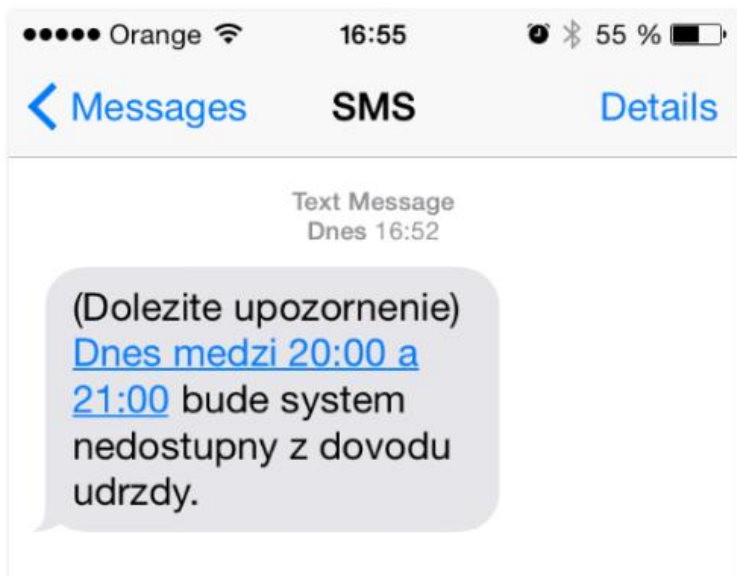 Orange 16:55 55 %
Messages SMS Details
Text Message
Dnes 16:52
(Dolezite upozornenie)
Dnes medzi 20:00 a
21:00 bude system
nedostupny z dovodu
udrzdy.